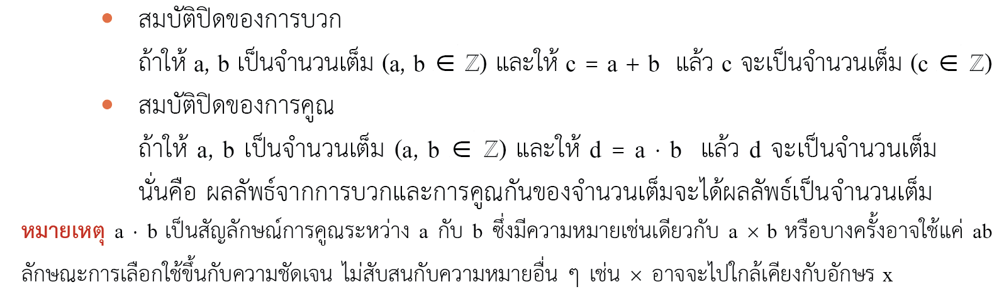 • สมบัติปิดของการบวก
ถ้าให้ a, b เป็นจำนวนเต็ม (a, b ∈ ℤ) และให้ c = a + b แล้ว c จะเป็นจำนวนเต็ม (c ∈ ℤ)
• สมบัติปิดของการคูณ
ถ้าให้ a, b เป็นจำนวนเต็ม (a, b ∈ ℤ) และให้ d = a · b แล้ว d จะเป็นจำนวนเต็ม
นั่นคือ ผลลัพธ์จากการบวกและการคูณกันของจำนวนเต็มจะได้ผลลัพธ์เป็นจำนวนเต็ม
หมายเหตุ a · b เป็นสัญลักษณ์การคูณระหว่าง a กับ b ซึ่งมีความหมายเช่นเดียวกับ a × b หรือบางครั้งอาจใช้แค่ ab
ลักษณะการเลือกใช้ขึ้นกับความชัดเจน ไม่สับสนกับความหมายอื่น ๆ เช่น × อาจจะไปใกล้เคียงกับอักษร x